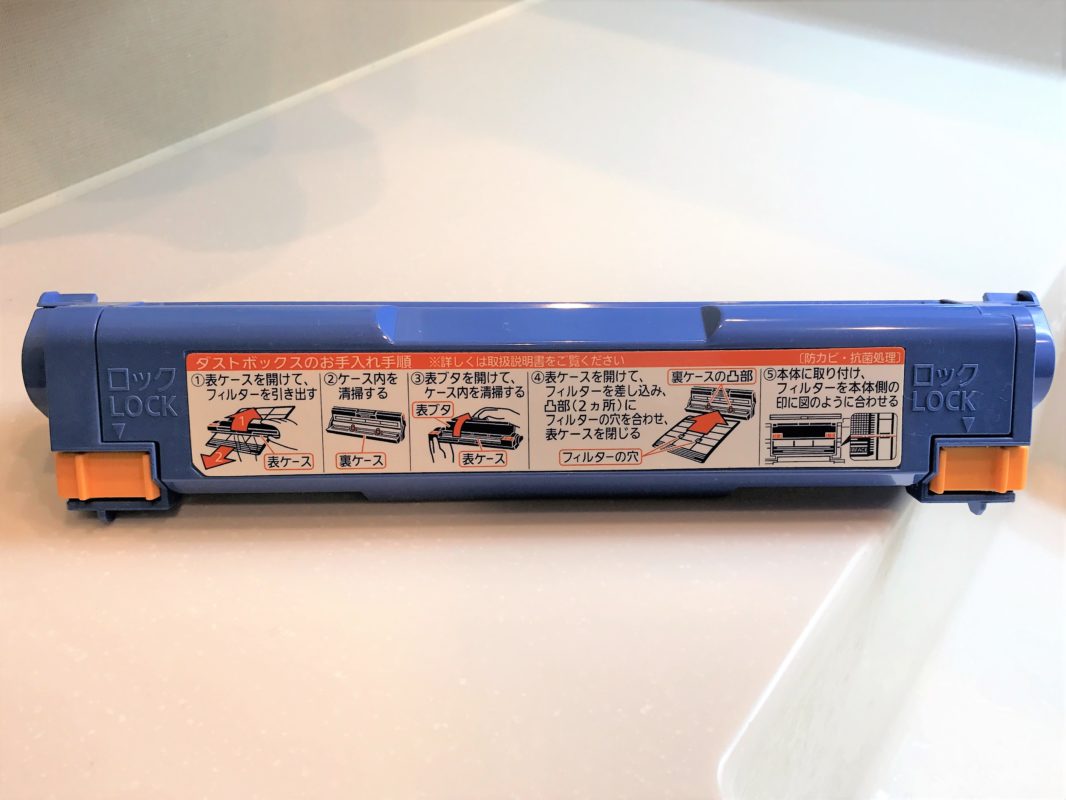 ダストボックスのお手入れ手順 ※詳しくは取扱説明書をご覧ください [防カビ・抗菌処理]
ロック
LOCK
①表ケースを開けて、
フィルターを引き出す
1
2
表ケース
②ケース内を
清掃する
裏ケース
③表ブタを開けて、
ケース内を清掃する
表ブタ
表ケース
④表ケースを開けて、
フィルターを差し込み、
凸部(2ヵ所)に
フィルターの穴を合わせ、
表ケースを閉じる
裏ケースの凸部
フィルターの穴
⑤本体に取り付け、
フィルターを本体側の
印に図のように合わせる
ロック
LOCK